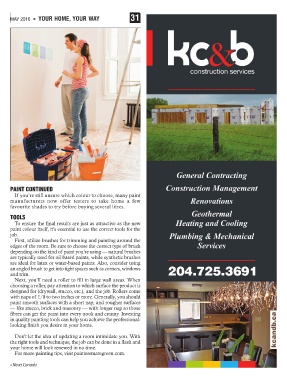 MAY 2016 • YOUR HOME, YOUR WAY 31
PAINT CONTINUED
If you're still unsure which colour to choose, many paint
manufacturers now offer testers to take home a few
favourite shades to try before buying several litres.
TOOLS
To ensure the final results are just as attractive as the new
paint colour itself, it's essential to use the correct tools for the
job.
First, utilize brushes for trimming and painting around the
edges of the room. Be sure to choose the correct type of brush
depending on the kind of paint you're using — natural brushes
are typically used for oil based paints, while synthetic brushes
are ideal for latex or water-based paints. Also, consider using
an angled brush to get into tight spaces such as corners, windows
and trim.
Next, you'll need a roller to fill in large wall areas. When
choosing a roller, pay attention to which surface the product is
designed for (drywall, stucco, etc.), and the job. Rollers come
with naps of to two inches or more. Generally, you should
paint smooth surfaces with a short nap, and rougher surfaces
— like stucco, brick and masonry — with longer nap so those
fibres can get the paint into every nook and cranny. Investing
in quality painting tools can help you achieve the professional-
looking finish you desire in your home.
Don't let the idea of updating a room intimidate you. With
the right tools and technique, the job can be done in a flash and
your home will look renewed in no time.
For more painting tips, visit paintsmartgreen.com.
- News Canada
kc&b
construction services
General Contracting
Construction Management
Renovations
Geothermal
Heating and Cooling
Plumbing & Mechanical
Services
204.725.3691
kcandb.ca